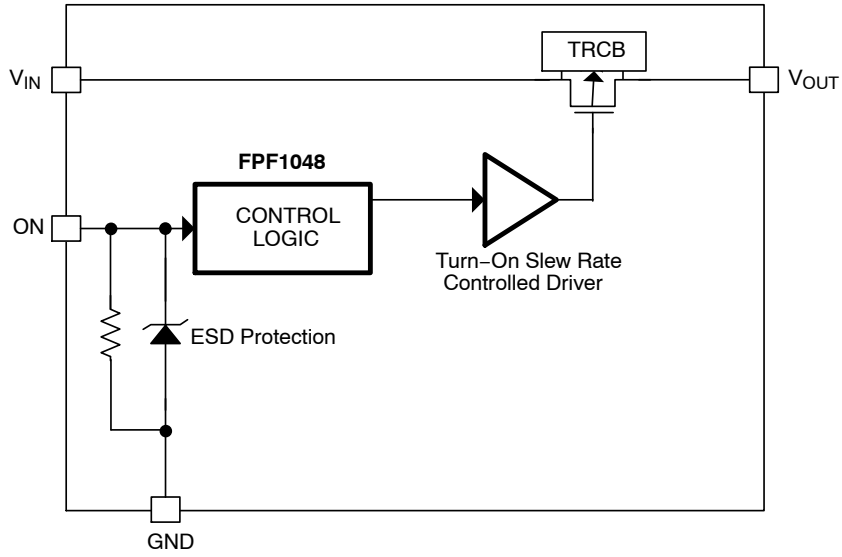 TRCB
VIN
VOUT
FPF1048
ON
CONTROL
LOGIC
Turn−On Slew Rate
Controlled Driver
ESD Protection
GND